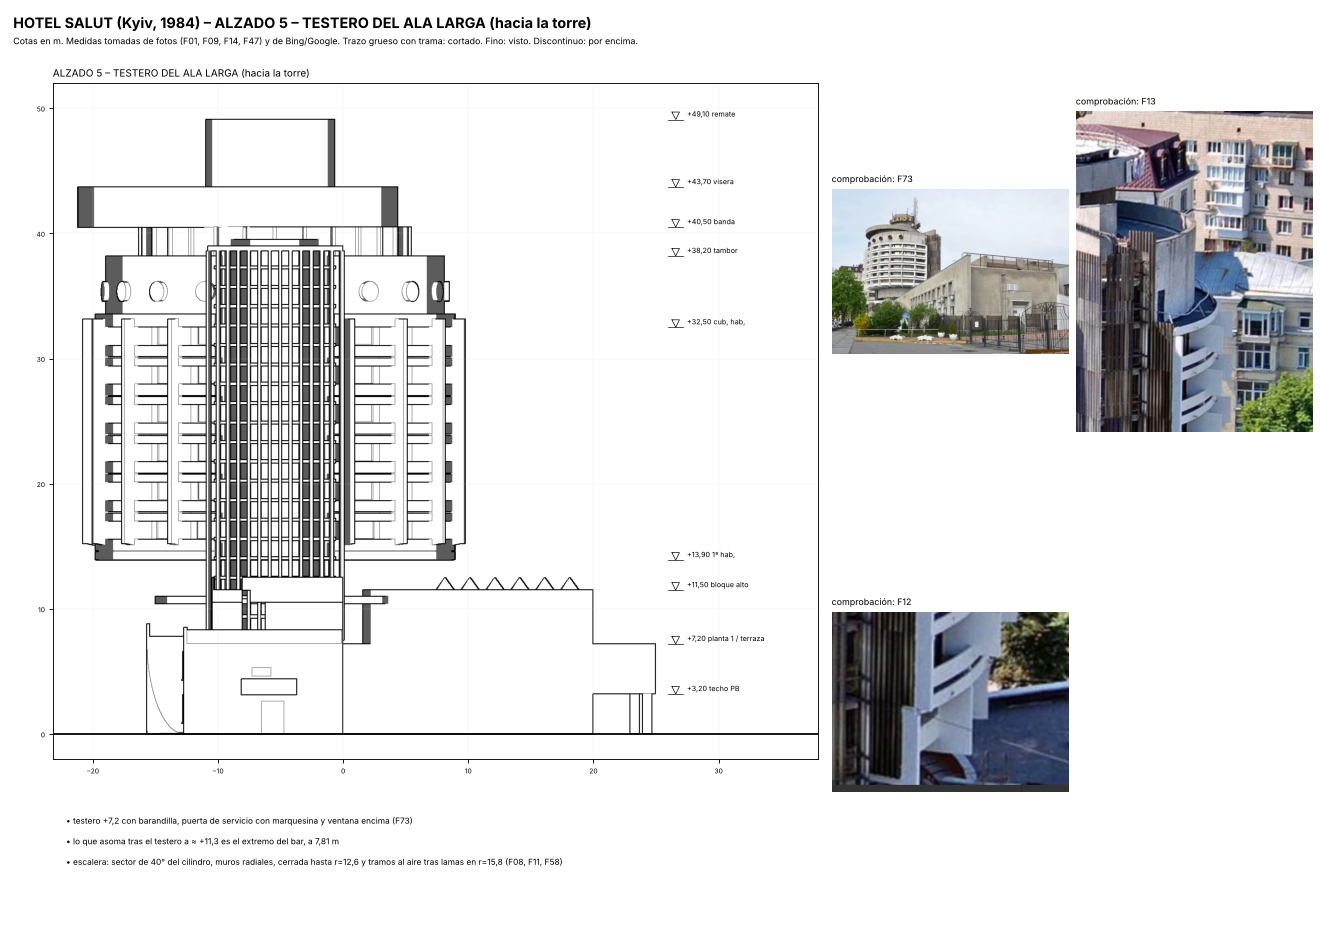 HOTEL SALUT (Kyiv, 1984) – ALZADO 5 – TESTERO DEL ALA LARGA (hacia la torre)
Cotas en m. Medidas tomadas de fotos (F01, F09, F14, F47) y de Bing/Google. Trazo grueso con trama: cortado. Fino: visto. Discontinuo: por encima.
ALZADO 5 – TESTERO DEL ALA LARGA (hacia la torre)
comprobación: F13
50
+49,10 remate
comprobación: F73
+43,70 visera
40
+40,50 banda
+38,20 tambor
+32,50 cub, hab,
30
20
+13,90 1ª hab,
+11,50 bloque alto
comprobación: F12
10
+7,20 planta 1 / terraza
+3,20 techo PB
0
−20
−10
0
10
20
30
• testero +7,2 con barandilla, puerta de servicio con marquesina y ventana encima (F73)
• lo que asoma tras el testero a ≈ +11,3 es el extremo del bar, a 7,81 m
• escalera: sector de 40° del cilindro, muros radiales, cerrada hasta r=12,6 y tramos al aire tras lamas en r=15,8 (F08, F11, F58)